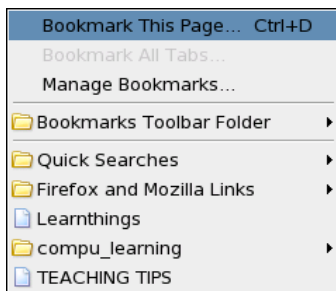 Bookmark This Page... Ctrl+D
Bookmark All Tabs...
Manage Bookmarks...
Bookmarks Toolbar Folder
Quick Searches
Firefox and Mozilla Links
Learnthings
compu_learning
TEACHING TIPS